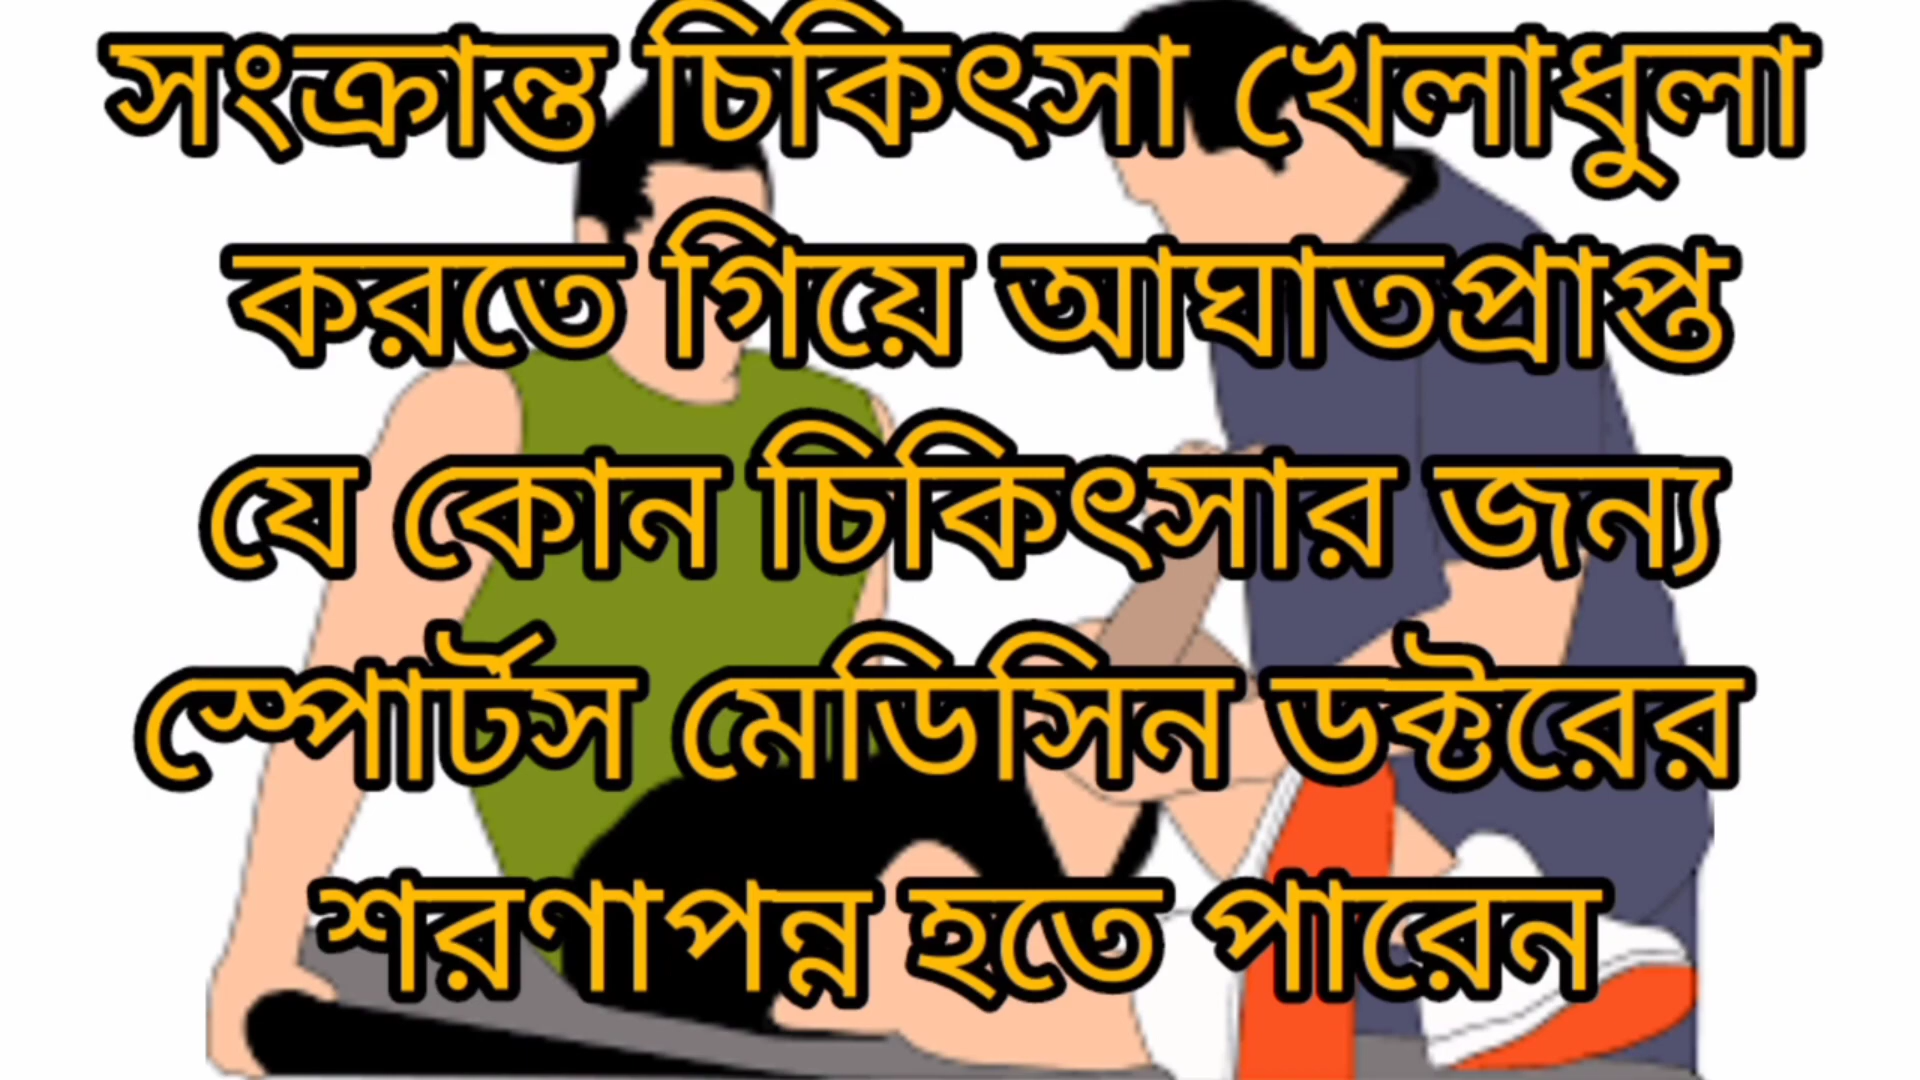 সংক্রান্ত চিকিৎসা খেলাধুলা
করতে গিয়ে আঘাতপ্রাপ্ত
যে কোন চিকিৎসার জন্য
স্পোর্টস মেডিসিন ডক্টরের
শরণাপন্ন হতে পারেন